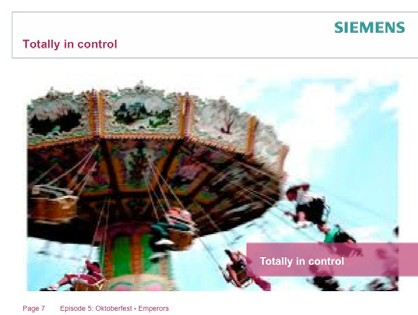 SIEMENS
Totally in control
Totally in control
Page 7 Episode 5: Oktoberfest - Emperors